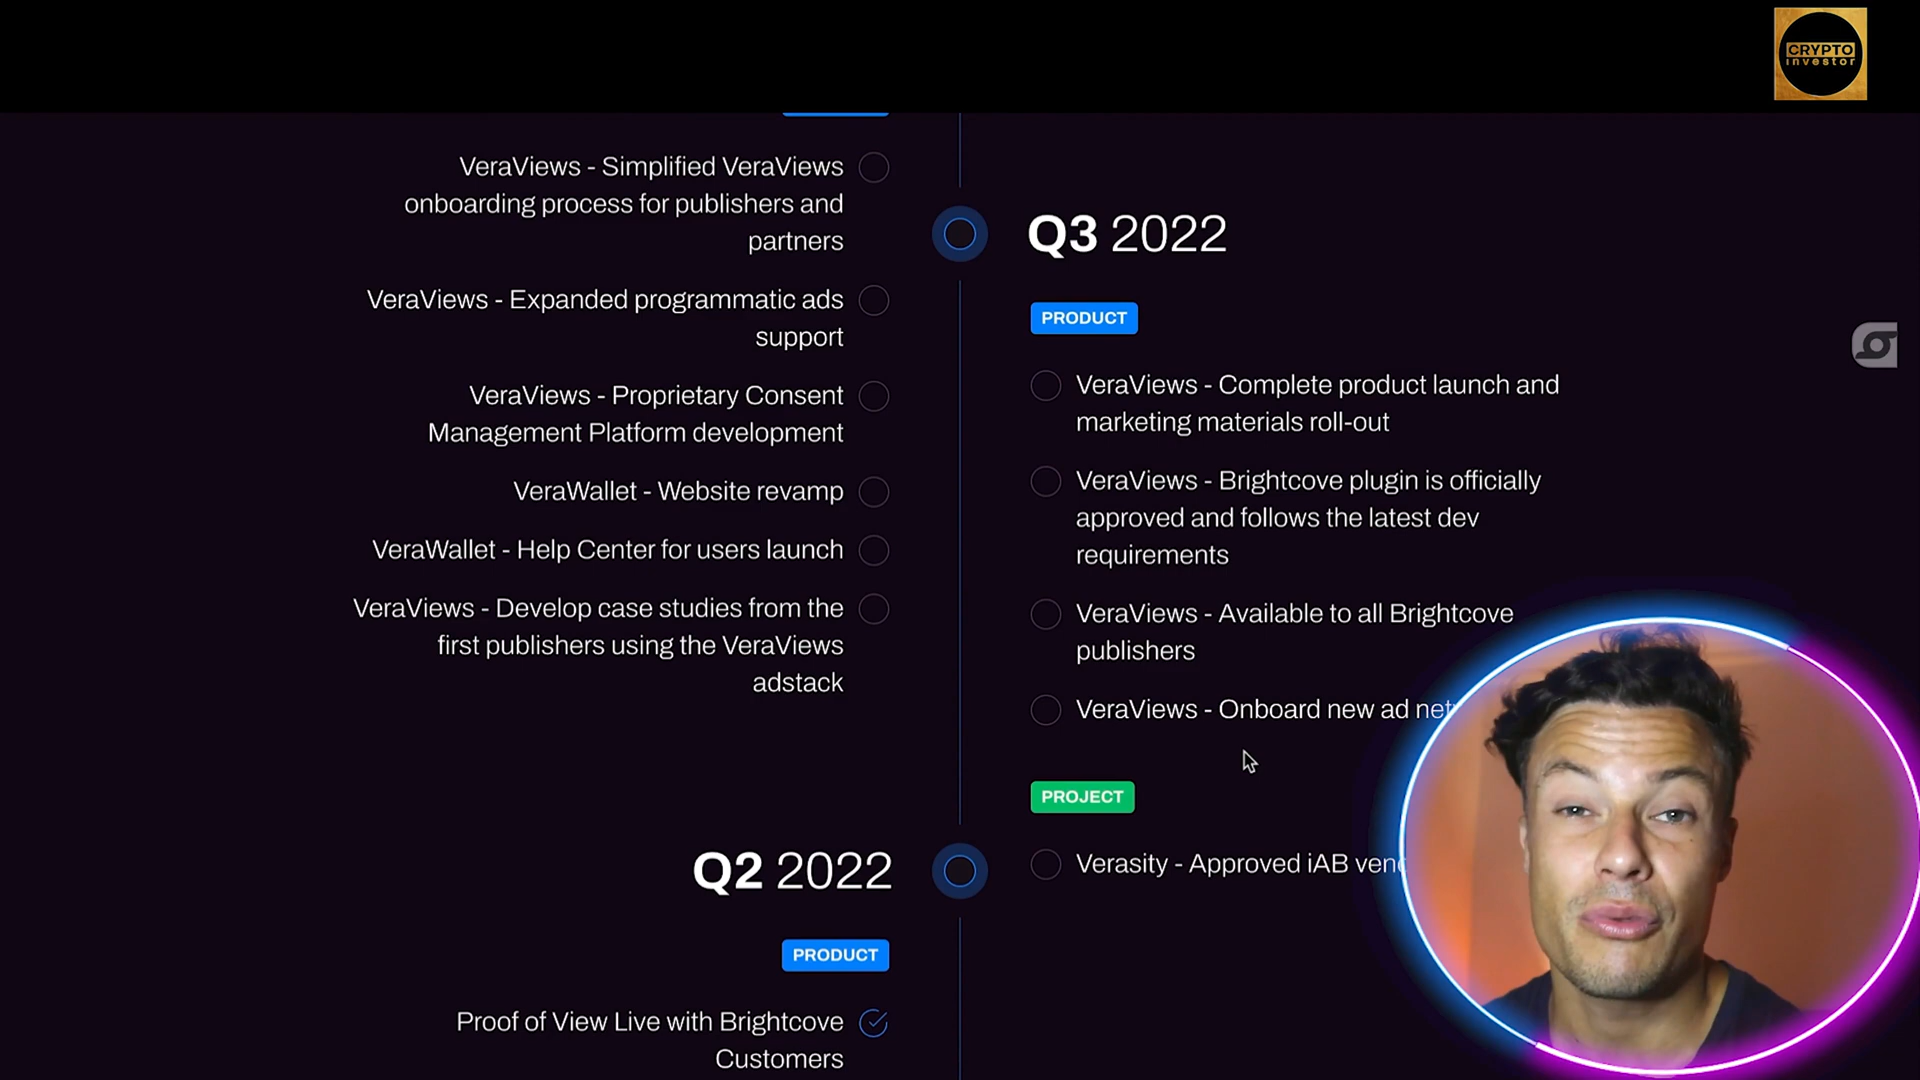 CRYPTO
investor
VeraViews - Simplified VeraViews
onboarding process for publishers and
partners
VeraViews - Expanded programmatic ads
support
VeraViews - Proprietary Consent
Management Platform development
VeraWallet - Website revamp
VeraWallet - Help Center for users launch
VeraViews - Develop case studies from the
first publishers using the VeraViews
adstack
Q3 2022
PRODUCT
VeraViews - Complete product launch and
marketing materials roll-out
VeraViews - Brightcove plugin is officially
approved and follows the latest dev
requirements
VeraViews - Available to all Brightcove
publishers
VeraViews - Onboard new ad
PROJECT
Verasity - Approved iAB
Q2 2022
PRODUCT
Proof of View Live with Brightcove
Customers